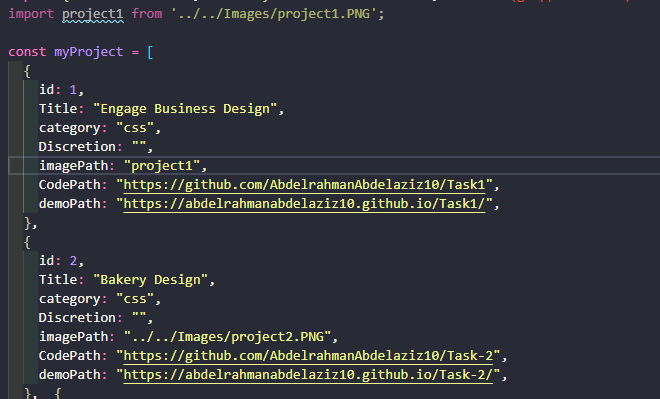 import project1 from '../../Images/project1.PNG';
const myProject = [
{
id: 1,
Title: "Engage Business Design",
category: "css",
Discretion: "",
imagePath: "project1",
CodePath: "https://github.com/AbdelrahmanAbdelaziz10/Task1",
demoPath: "https://abdelrahmanabdelaziz10.github.io/Task1/",
},
{
id: 2,
Title: "Bakery Design",
category: "css",
Discretion: "",
imagePath: "../../Images/project2.PNG",
CodePath: "https://github.com/AbdelrahmanAbdelaziz10/Task-2",
demoPath: "https://abdelrahmanabdelaziz10.github.io/Task-2/",
}, {